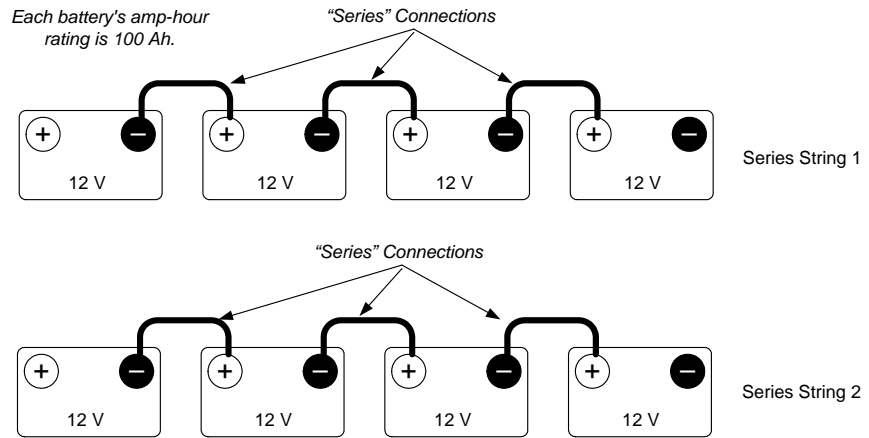 Each battery's amp-hour
rating is 100 Ah.
“Series” Connections
+ − + − + − + −
12 V 12 V 12 V 12 V
Series String 1
“Series” Connections
+ − + − + − + −
12 V 12 V 12 V 12 V
Series String 2